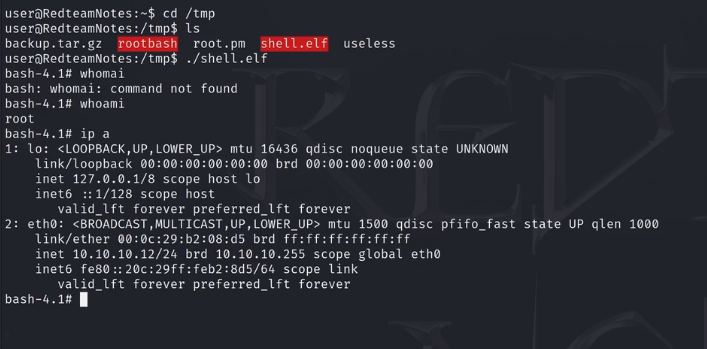 user@RedteamNotes:~$ cd /tmp
user@RedteamNotes:/tmp$ ls
backup.tar.gz  rootbash  root.pm  shell.elf  useless
user@RedteamNotes:/tmp$ ./shell.elf
bash-4.1# whomai
bash: whomai: command not found
bash-4.1# whoami
root
bash-4.1# ip a
1: lo: <LOOPBACK,UP,LOWER_UP> mtu 16436 qdisc noqueue state UNKNOWN
    link/loopback 00:00:00:00:00:00 brd 00:00:00:00:00:00
    inet 127.0.0.1/8 scope host lo
    inet6 ::1/128 scope host
       valid_lft forever preferred_lft forever
2: eth0: <BROADCAST,MULTICAST,UP,LOWER_UP> mtu 1500 qdisc pfifo_fast state UP qlen 1000
    link/ether 00:0c:29:b2:08:d5 brd ff:ff:ff:ff:ff:ff
    inet 10.10.10.12/24 brd 10.10.10.255 scope global eth0
    inet6 fe80::20c:29ff:feb2:8d5/64 scope link
       valid_lft forever preferred_lft forever
bash-4.1#